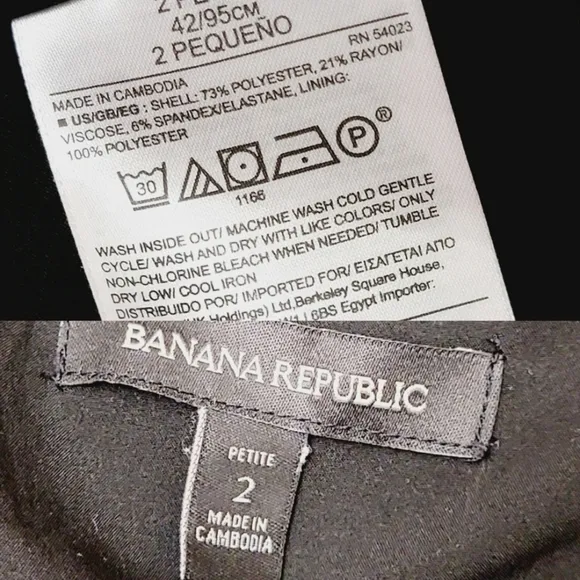 42/95CM
2 PEQUEÑO
RN 54023
MADE IN CAMBODIA
US/GB/EG : SHELL: 73% POLYESTER, 21% RAYON/
VISCOSE, 6% SPANDEX/ELASTANE, LINING:
100% POLYESTER
30
P ®
1166
WASH INSIDE OUT/ MACHINE WASH COLD GENTLE
CYCLE/ WASH AND DRY WITH LIKE COLORS/ ONLY
NON-CHLORINE BLEACH WHEN NEEDED/ TUMBLE
DRY LOW/ COOL IRON
DISTRIBUIDO POR/ IMPORTED FOR/ ΕΙΣΑΓΕΤΑΙ ΑΠΟ
Holdings) Ltd,Berkeley Square House,
6BS Egypt Importer:
BANANA REPUBLIC
PETITE
2
MADE IN
CAMBODIA